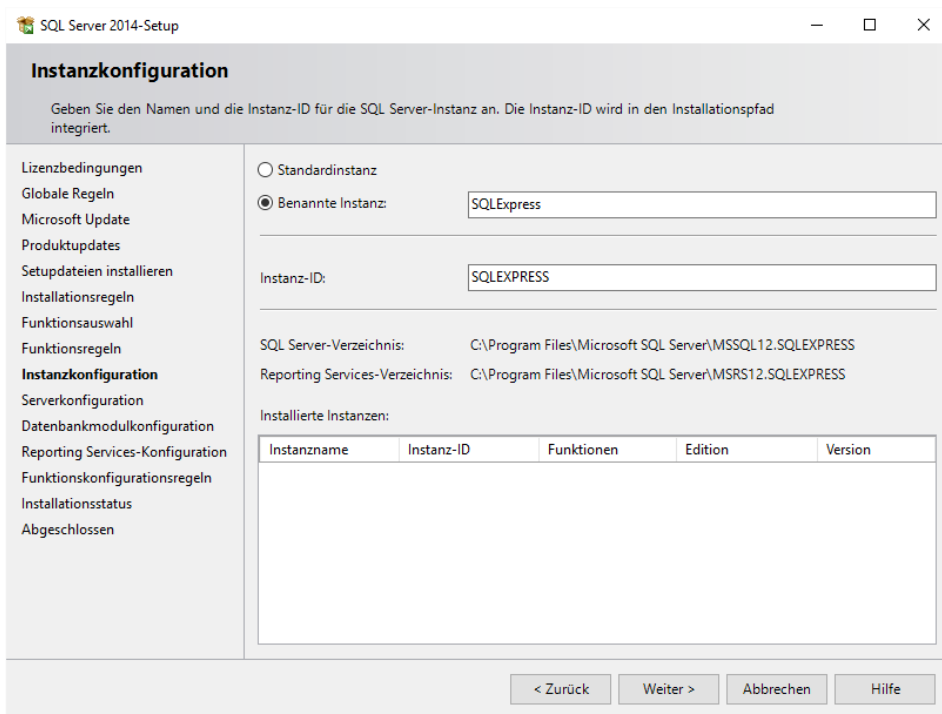 SQL Server 2014-Setup
Instanzkonfiguration
Geben Sie den Namen und die Instanz-ID für die SQL Server-Instanz an. Die Instanz-ID wird in den Installationspfad
integriert.
Lizenzbedingungen
Globale Regeln
Microsoft Update
Produktupdates
Setupdateien installieren
Installationsregeln
Funktionsauswahl
Funktionsregeln
Instanzkonfiguration
Serverkonfiguration
Datenbankmodulkonfiguration
Reporting Services-Konfiguration
Funktionskonfigurationsregeln
Installationsstatus
Abgeschlossen
Standardinstanz
Benannte Instanz: SQLExpress
Instanz-ID: SQLEXPRESS
SQL Server-Verzeichnis: C:\Program Files\Microsoft SQL Server\MSSQL12.SQLEXPRESS
Reporting Services-Verzeichnis: C:\Program Files\Microsoft SQL Server\MSRS12.SQLEXPRESS
Installierte Instanzen:
Instanzname Instanz-ID Funktionen Edition Version
< Zurück Weiter > Abbrechen Hilfe